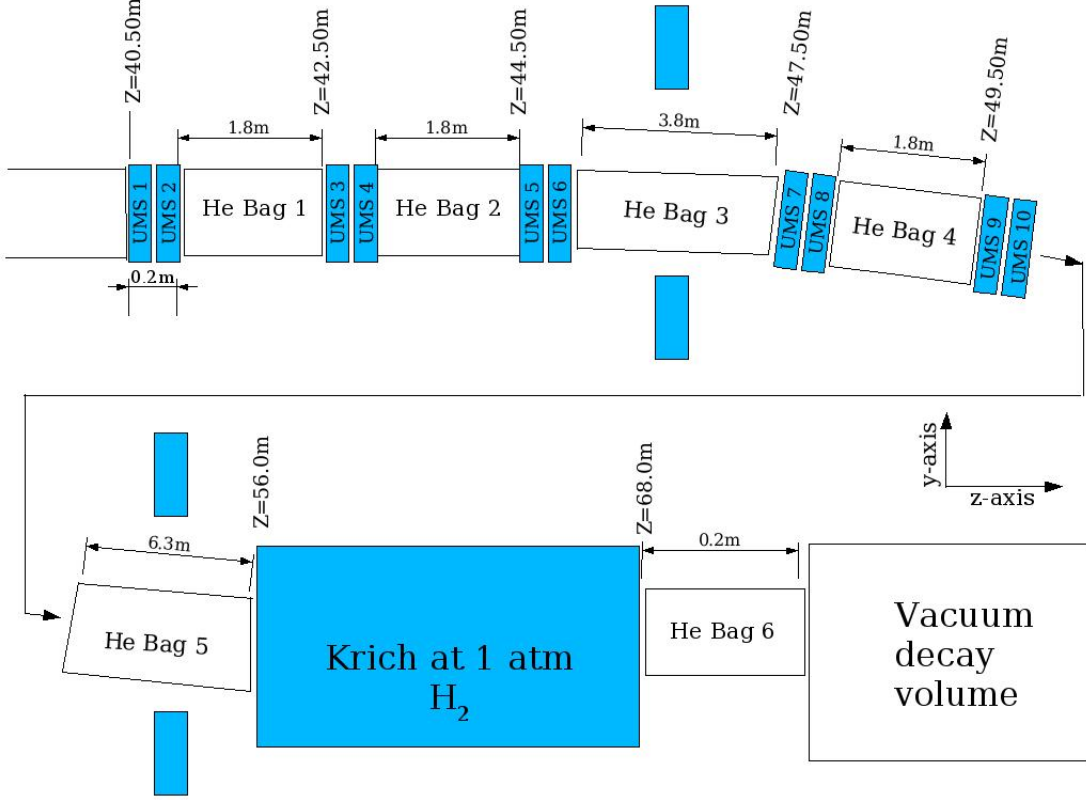 Z=40.50m
Z=42.50m
Z=44.50m
Z=47.50m
Z=49.50m
1.8m
1.8m
3.8m
1.8m
UMS 1
UMS 2
He Bag 1
UMS 3
UMS 4
He Bag 2
UMS 5
UMS 6
He Bag 3
UMS 7
UMS 8
He Bag 4
UMS 9
UMS 10
0.2m
y-axis
z-axis
Z=56.0m
Z=68.0m
6.3m
0.2m
He Bag 5
Krich at 1 atm
H₂
He Bag 6
Vacuum
decay
volume